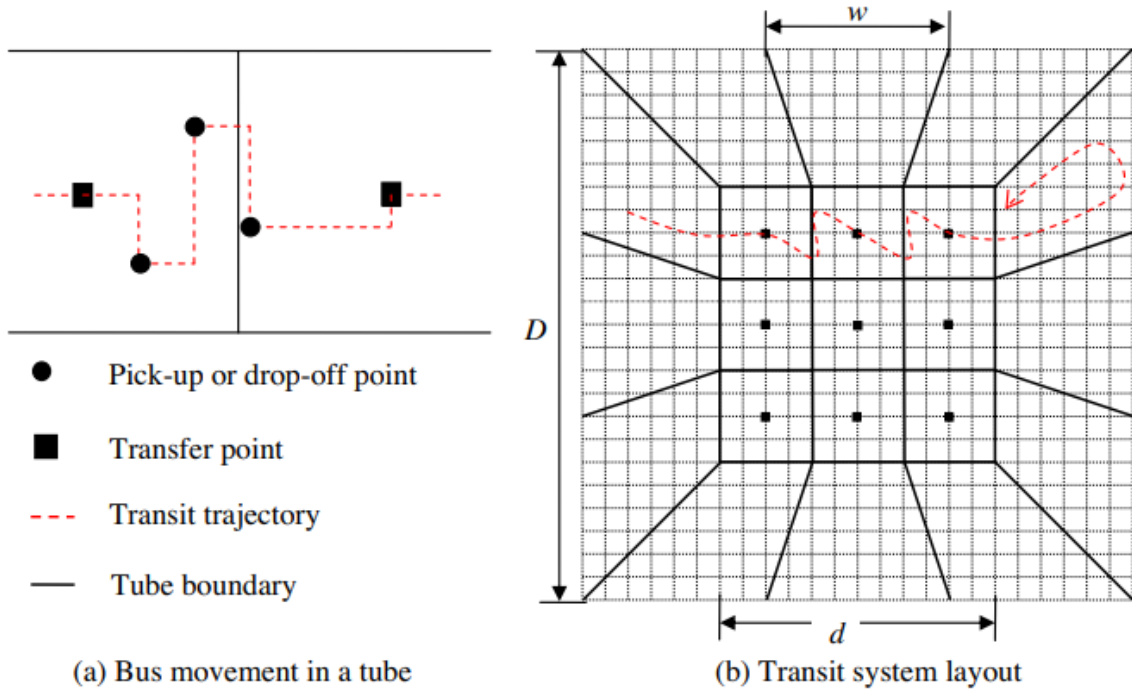 w
D
Pick-up or drop-off point
Transfer point
Transit trajectory
Tube boundary
d
(a) Bus movement in a tube
(b) Transit system layout